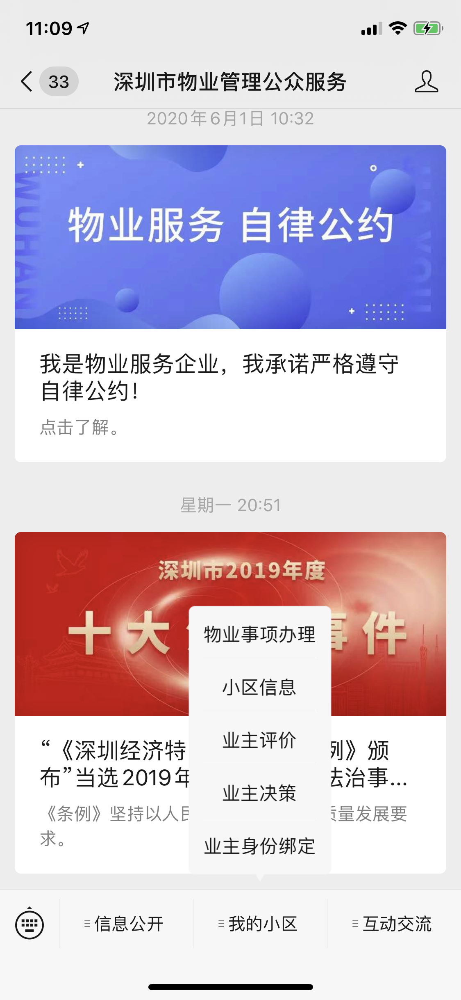 11:09
33
深圳市物业管理公众服务
2020年6月1日 10:32
WUHAN
物业服务 自律公约
我是物业服务企业，我承诺严格遵守
自律公约！
点击了解。
星期一 20:51
深圳市2019年度
十大 事件
“《深圳经济特 例》颁
布”当选2019年 法治事...
《条例》坚持以人民 质量发展要
求。
物业事项办理
小区信息
业主评价
业主决策
业主身份绑定
信息公开
我的小区
互动交流